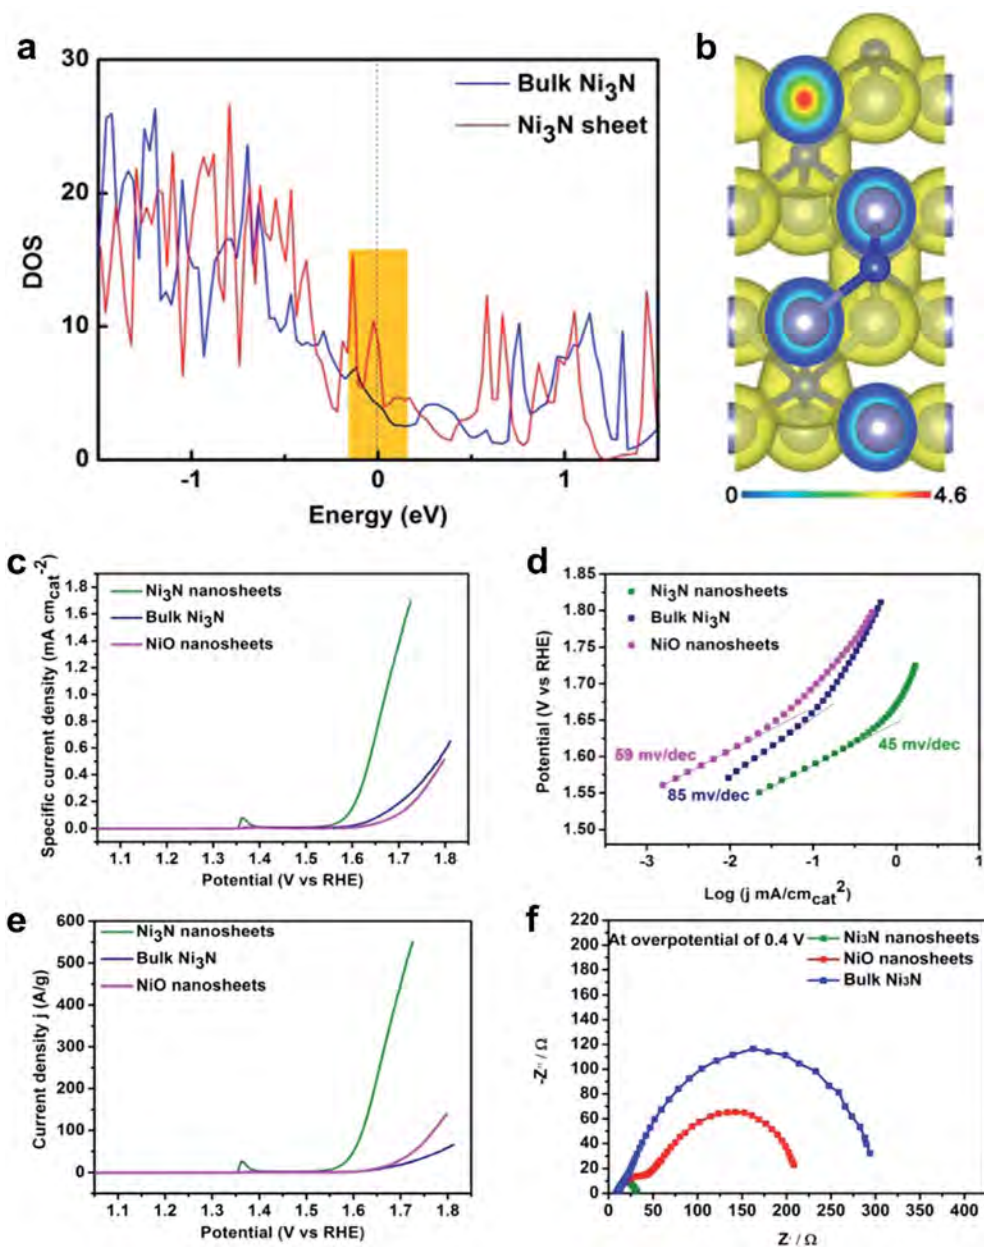 a
30
20
10
0
DOS
-1
0
1
Energy (eV)
Bulk Ni3N
Ni3N sheet
b
0
4.6
c
1.8
1.6
1.4
1.2
1.0
0.8
0.6
0.4
0.2
0.0
Specific current density (mA cmcat-2)
Ni3N nanosheets
Bulk Ni3N
NiO nanosheets
1.1 1.2 1.3 1.4 1.5 1.6 1.7 1.8
Potential (V vs RHE)
d
1.85
1.80
1.75
1.70
1.65
1.60
1.55
1.50
Potential (V vs RHE)
Ni3N nanosheets
Bulk Ni3N
NiO nanosheets
59 mv/dec
85 mv/dec
45 mv/dec
-3 -2 -1 0 1
Log (j mA/cmcat2)
e
600
500
400
300
200
100
0
Current density j (A/g)
Ni3N nanosheets
Bulk Ni3N
NiO nanosheets
1.1 1.2 1.3 1.4 1.5 1.6 1.7 1.8
Potential (V vs RHE)
f
220
200
180
160
140
120
100
80
60
40
20
0
-Z'' / Ω
At overpotential of 0.4 V
Ni3N nanosheets
NiO nanosheets
Bulk Ni3N
0 50 100 150 200 250 300 350 400
Z' / Ω